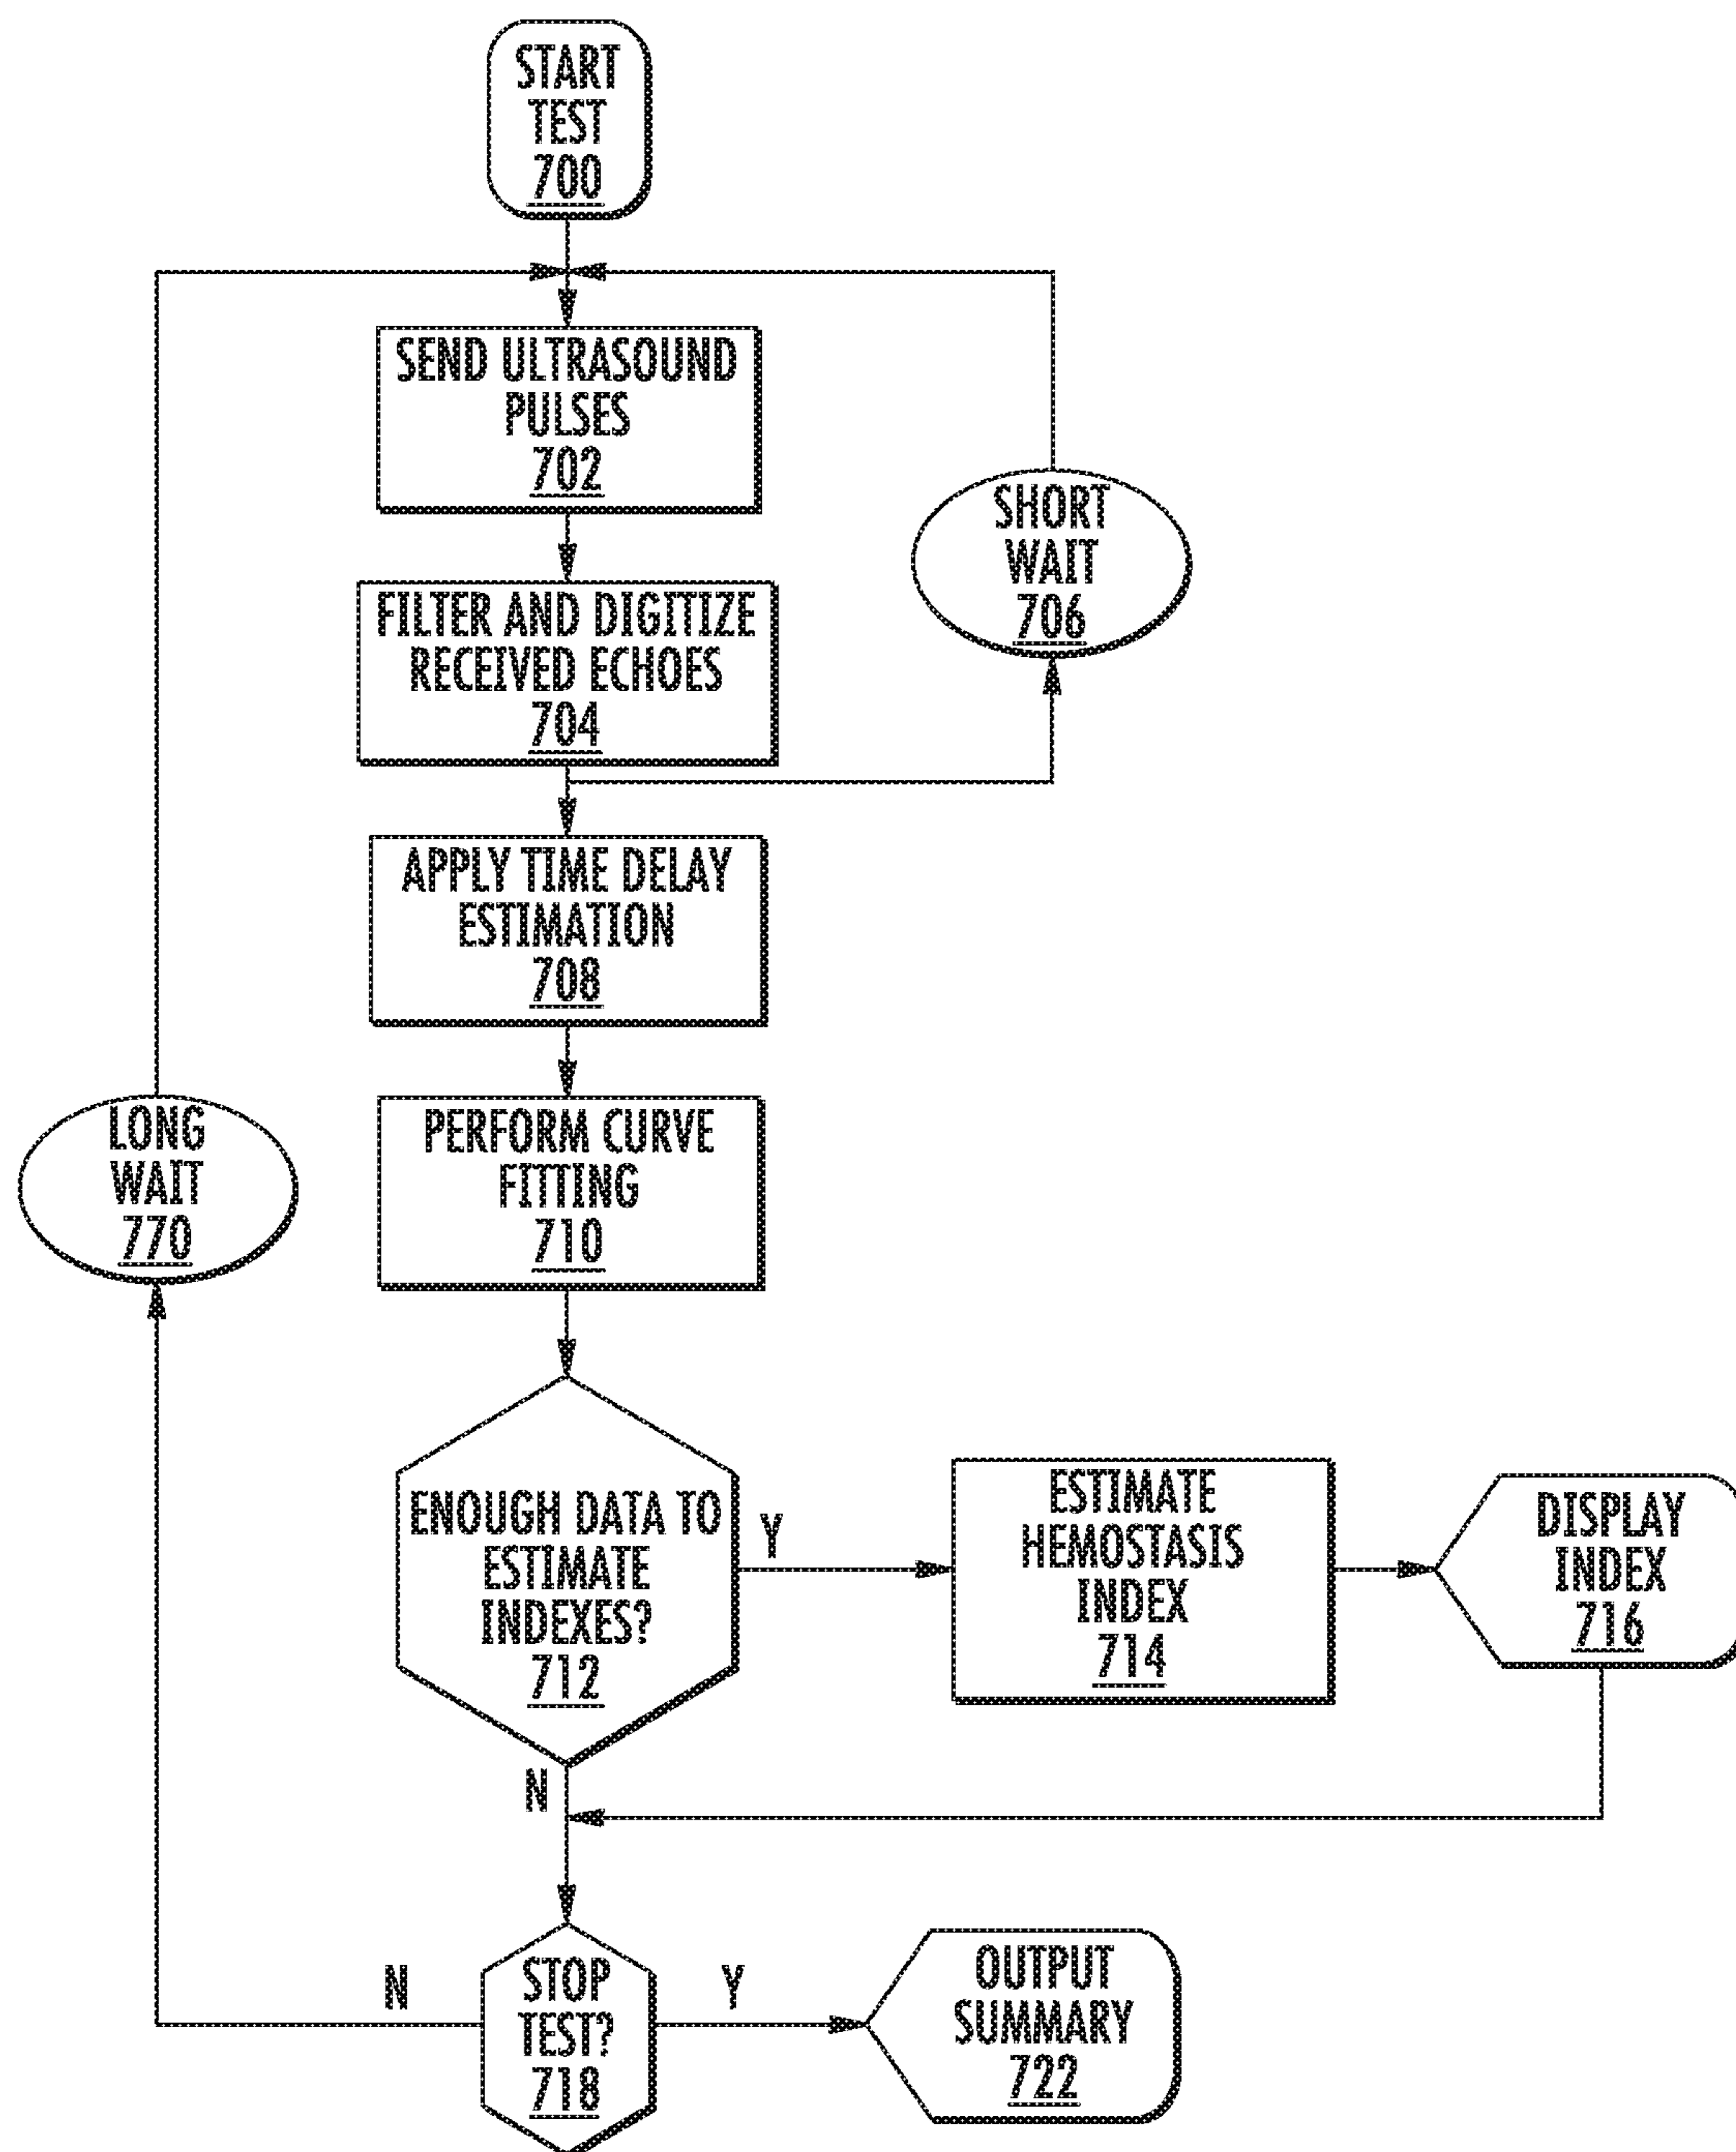 START
TEST
700
SEND ULTRASOUND
PULSES
702
SHORT
WAIT
706
FILTER AND DIGITIZE
RECEIVED ECHOES
704
APPLY TIME DELAY
ESTIMATION
708
LONG
WAIT
770
PERFORM CURVE
FITTING
710
ENOUGH DATA TO
ESTIMATE
INDEXES?
712
Y
ESTIMATE
HEMOSTASIS
INDEX
714
DISPLAY
INDEX
716
N
N
STOP
TEST?
718
Y
OUTPUT
SUMMARY
722